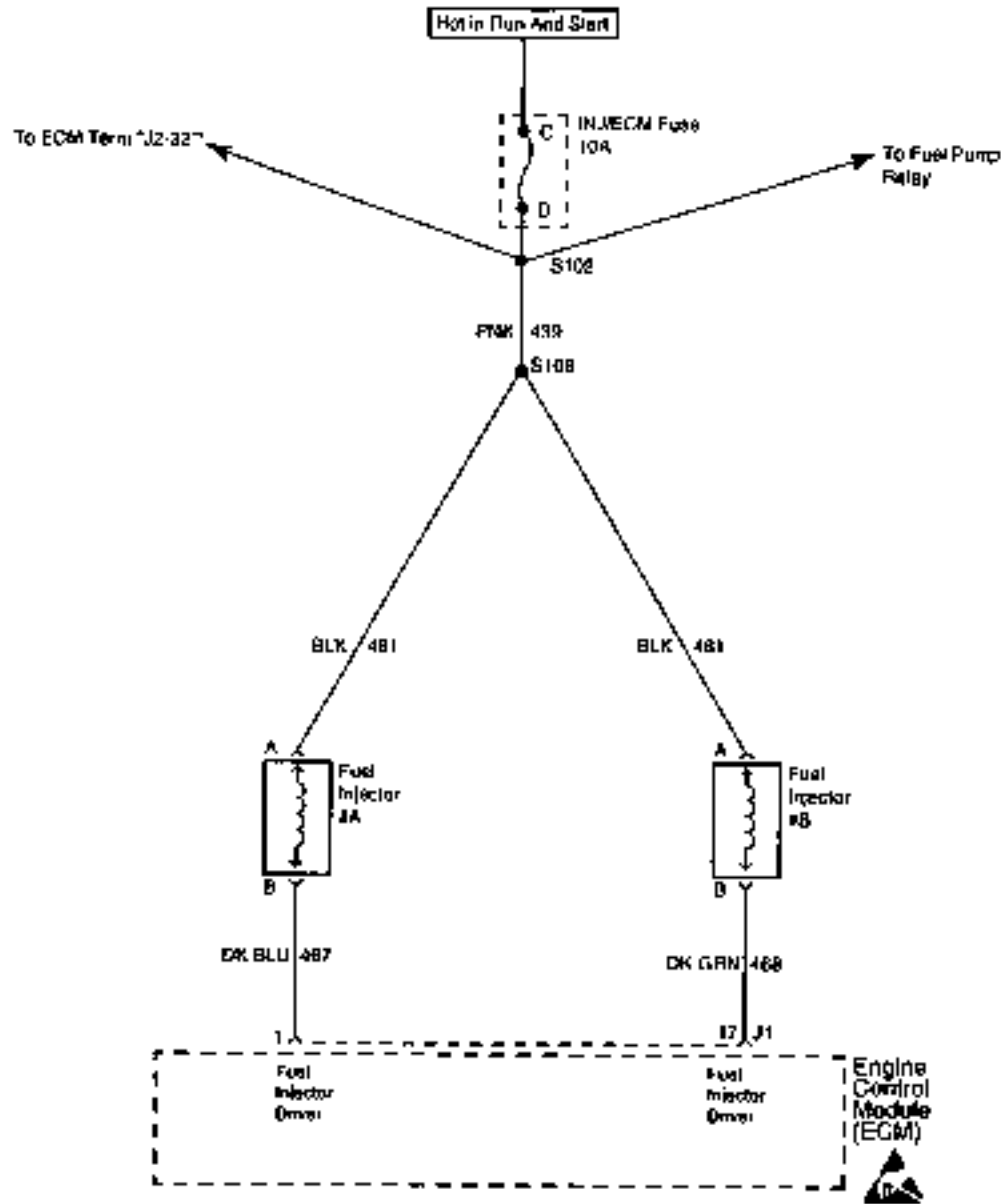 Hot in Run And Start
INJ/ECM Fuse
10A
C
D
To ECM Term "J2-32"
To Fuel Pump
Relay
S102
PNK 439
BLK 481
BLK
A
Fuel
Injector
#A
B
A
Fuel
Injector
#B
B
DK BLU 467
DK GRN 468
1
17 J1
Fuel
Injector
Driver
Fuel
Injector
Driver
Engine
Control
Module
(ECM)